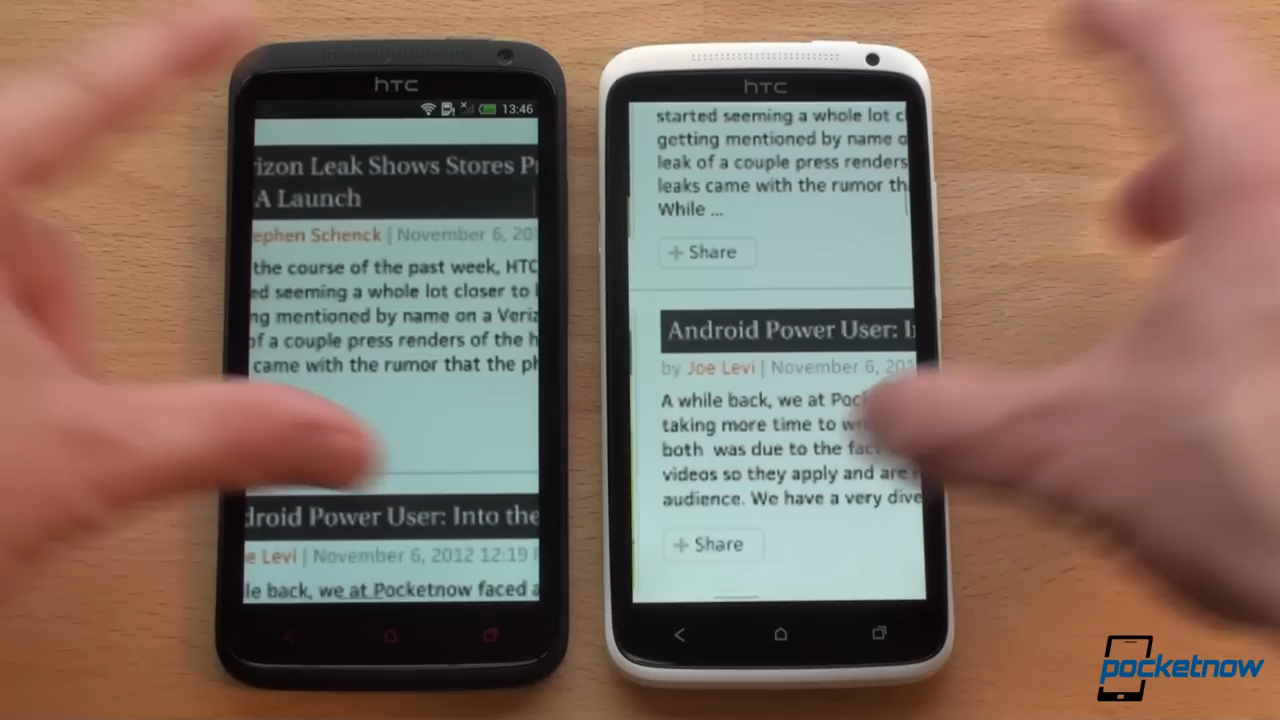 hTC
13:46
izon Leak Shows Stores Pr
A Launch
ephen Schenck | November 6, 20
the course of the past week, HTC
ed seeming a whole lot closer to
ng mentioned by name on a Veriz
of a couple press renders of the h
came with the rumor that the ph
droid Power User: Into the
e Levi | November 6, 2012 12:19
le back, we at Pocketnow faced a
hTC
started seeming a whole lot cl
getting mentioned by name o
leak of a couple press renders
leaks came with the rumor th
While ...
+ Share
Android Power User: I
by Joe Levi | November 6, 201
A while back, we at Poc
taking more time to w
both was due to the fac
videos so they apply and are
audience. We have a very dive
+ Share
pocketnow